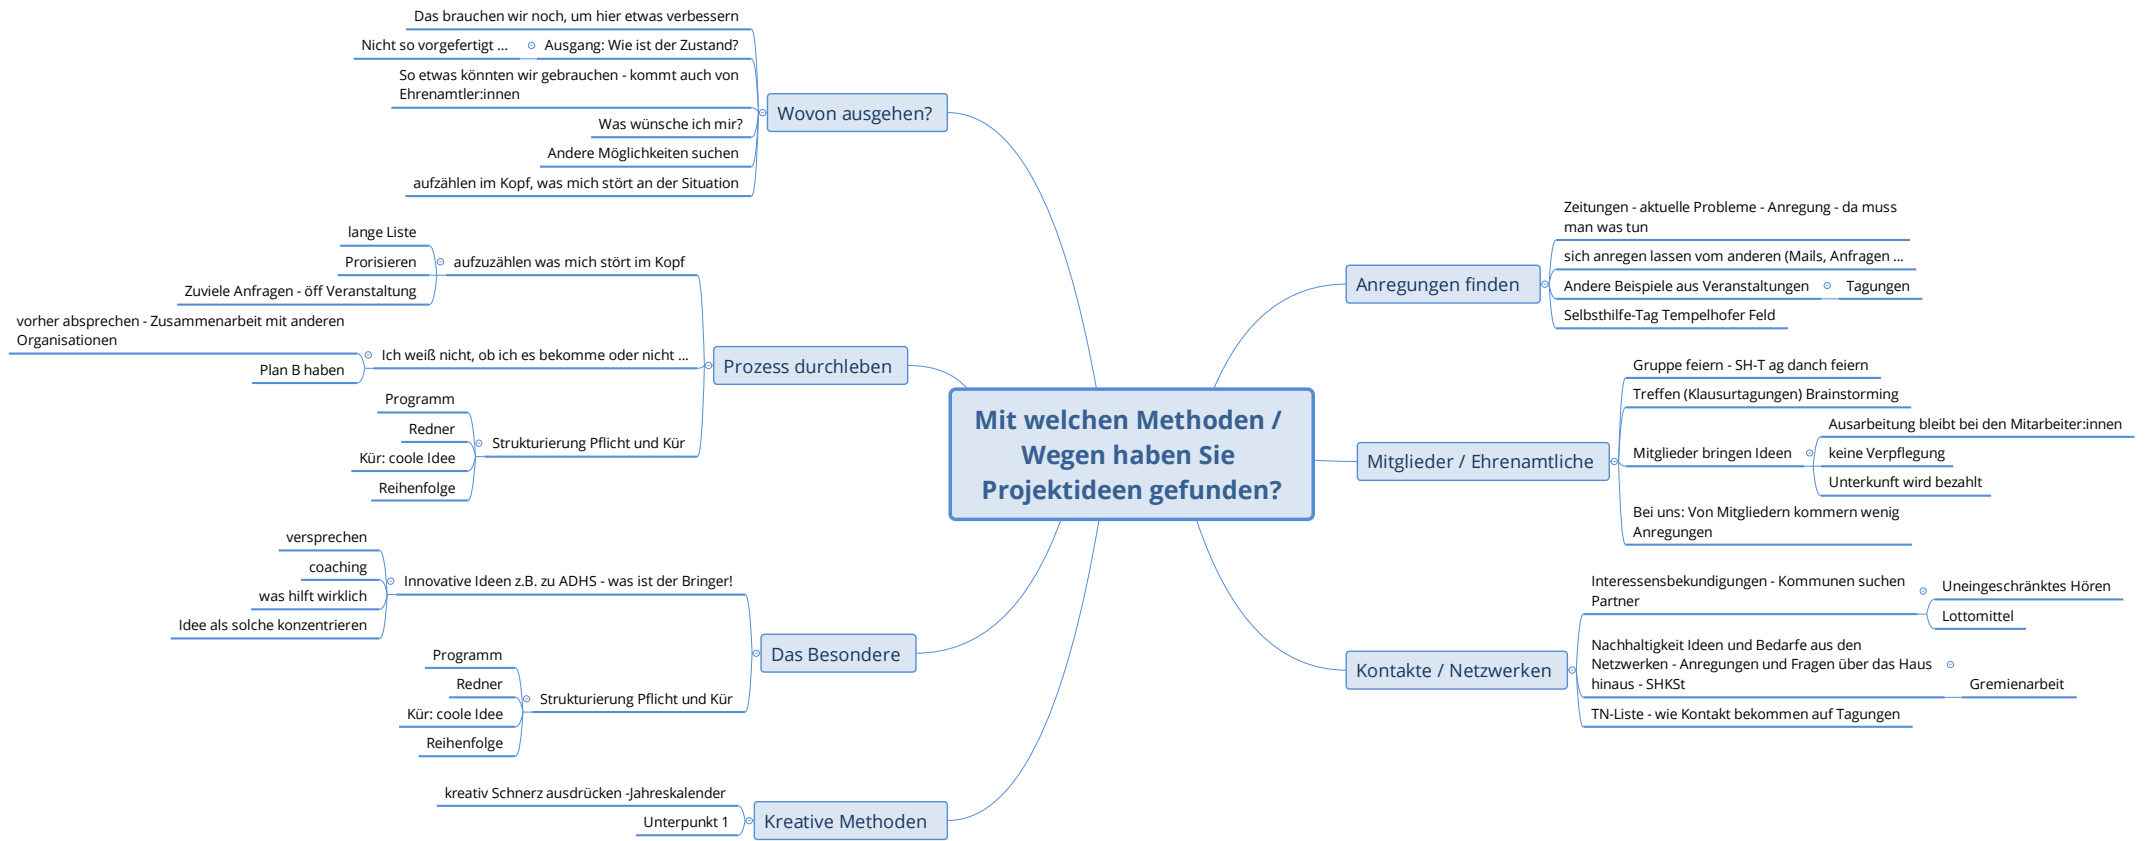 Mit welchen Methoden /
Wegen haben Sie
Projektideen gefunden?
Anregungen finden
Zeitungen - aktuelle Probleme - Anregung - da muss
man was tun
sich anregen lassen vom anderen (Mails, Anfragen ...
Andere Beispiele aus Veranstaltungen
Tagungen
Selbsthilfe-Tag Tempelhofer Feld
Mitglieder / Ehrenamtliche
Gruppe feiern - SH-T ag danch feiern
Treffen (Klausurtagungen) Brainstorming
Mitglieder bringen Ideen
Ausarbeitung bleibt bei den Mitarbeiter:innen
keine Verpflegung
Unterkunft wird bezahlt
Bei uns: Von Mitgliedern kommern wenig
Anregungen
Kontakte / Netzwerken
Interessensbekundigungen - Kommunen suchen
Partner
Uneingeschränktes Hören
Lottomittel
Nachhaltigkeit Ideen und Bedarfe aus den
Netzwerken - Anregungen und Fragen über das Haus
hinaus - SHKSt
Gremienarbeit
TN-Liste - wie Kontakt bekommen auf Tagungen
Wovon ausgehen?
Das brauchen wir noch, um hier etwas verbessern
Ausgang: Wie ist der Zustand?
Nicht so vorgefertigt ...
So etwas könnten wir gebrauchen - kommt auch von
Ehrenamtler:innen
Was wünsche ich mir?
Andere Möglichkeiten suchen
aufzählen im Kopf, was mich stört an der Situation
Prozess durchleben
aufzuzählen was mich stört im Kopf
lange Liste
Prorisieren
Zuviele Anfragen - öff Veranstaltung
Ich weiß nicht, ob ich es bekomme oder nicht ...
vorher absprechen - Zusammenarbeit mit anderen
Organisationen
Plan B haben
Strukturierung Pflicht und Kür
Programm
Redner
Kür: coole Idee
Reihenfolge
Das Besondere
Innovative Ideen z.B. zu ADHS - was ist der Bringer!
versprechen
coaching
was hilft wirklich
Idee als solche konzentrieren
Strukturierung Pflicht und Kür
Programm
Redner
Kür: coole Idee
Reihenfolge
Kreative Methoden
kreativ Schnerz ausdrücken -Jahreskalender
Unterpunkt 1